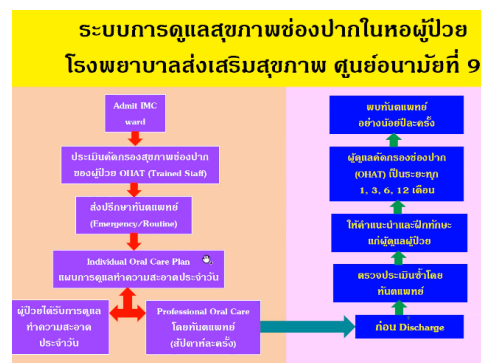 ระบบการดูแลสุขภาพช่องปากในหอผู้ป่วย
โรงพยาบาลส่งเสริมสุขภาพ ศูนย์อนามัยที่ 9
Admit IMC
ward
ประเมินคัดกรองสุขภาพช่องปาก
ของผู้ป่วย OHAT (Trained Staff)
ส่งปรึกษาทันตแพทย์
(Emergency/Routine)
Individual Oral Care Plan
แผนการดูแลทำความสะอาดประจำวัน
ผู้ป่วยได้รับการดูแล
ทำความสะอาด
ประจำวัน
Professional Oral Care
โดยทันตแพทย์
(สัปดาห์ละครั้ง)
ก่อน Discharge
ตรวจประเมินซ้ำโดย
ทันตแพทย์
ให้คำแนะนำและฝึกทักษะ
แก่ผู้ดูแลผู้ป่วย
ผู้ดูแลคัดกรองช่องปาก
(OHAT) เป็นระยะทุก
1, 3, 6, 12 เดือน
พบทันตแพทย์
อย่างน้อยปีละครั้ง